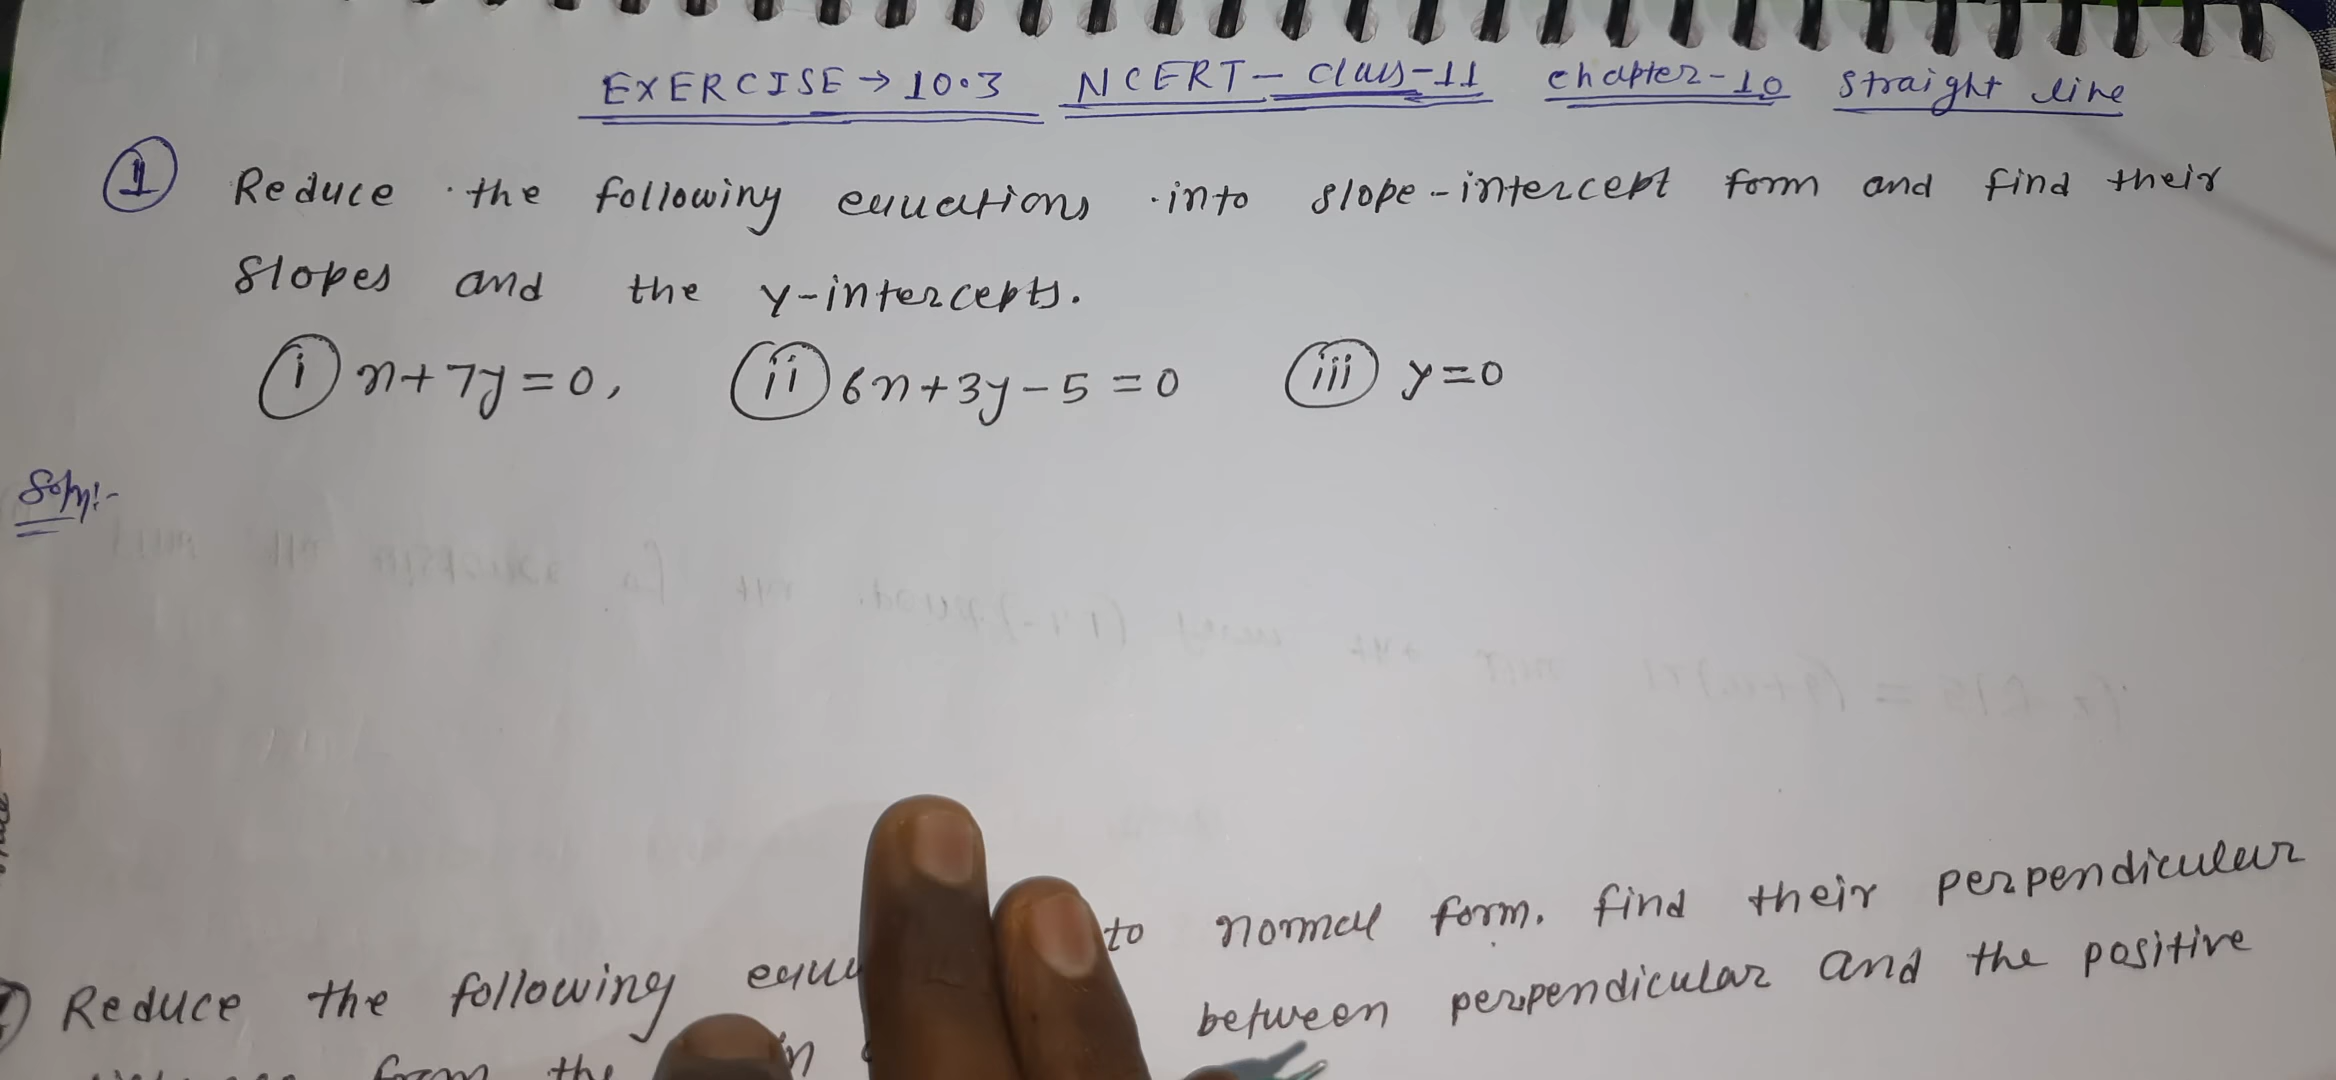 EXERCISE → 10.3 NCERT - Class-11 chapter-10 straight line
① Reduce the following equations into slope-intercept form and find their
slopes and the y-intercepts.
ⓘ x+7y=0, ⓘⓘ 6x+3y-5=0 ⓘⓘⓘ y=0
Soln:-
Reduce the following to normal form. find their perpendicular
from the between perpendicular and the positive